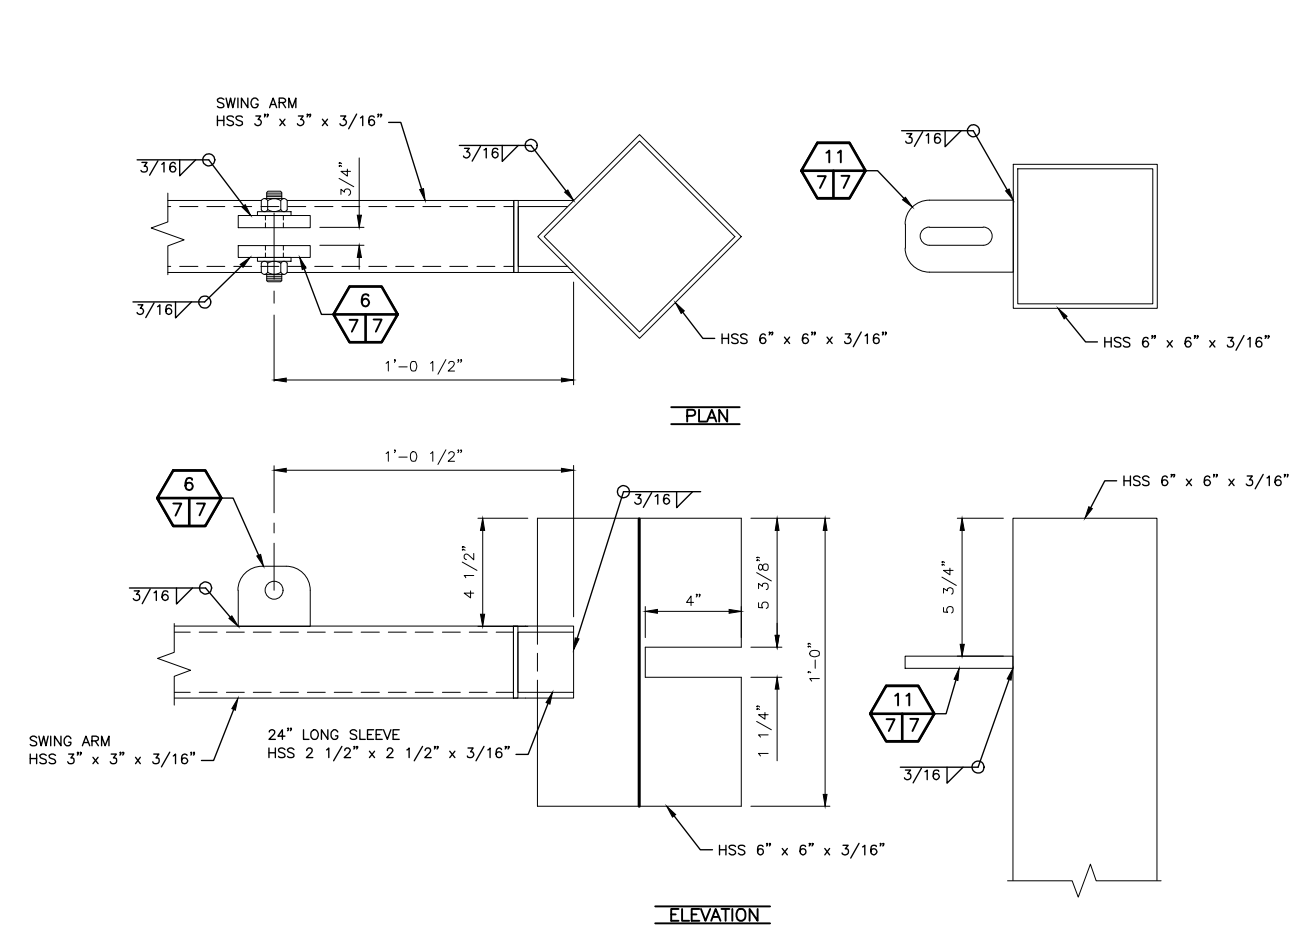 SWING ARM
HSS 3" x 3" x 3/16"
3/16
3/4"
3/16
3/16
6
7 7
1'-0 1/2"
HSS 6" x 6" x 3/16"
11
7 7
3/16
HSS 6" x 6" x 3/16"
PLAN
1'-0 1/2"
6
7 7
3/16
3/16
4 1/2"
4"
5 3/8"
1'-0"
1 1/4"
SWING ARM
HSS 3" x 3" x 3/16"
24" LONG SLEEVE
HSS 2 1/2" x 2 1/2" x 3/16"
HSS 6" x 6" x 3/16"
HSS 6" x 6" x 3/16"
5 3/4"
11
7 7
3/16
ELEVATION